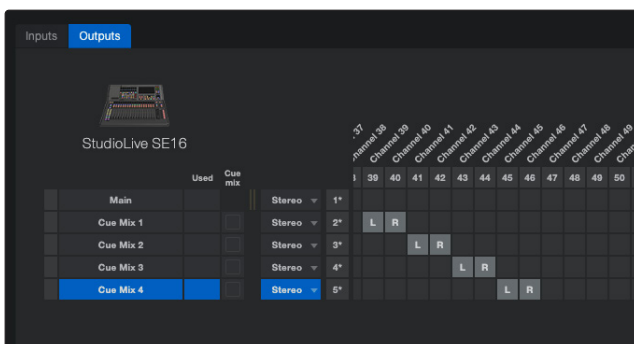 Inputs Outputs
StudioLive SE16
37 38 Channel 39 Channel 40 Channel 41 Channel 42 Channel 43 Channel 44 Channel 45 Channel 46 Channel 47 Channel 48 Channel 49
Used Cue mix 39 40 41 42 43 44 45 46 47 48 49 50
Main Stereo 1*
Cue Mix 1 Stereo 2* L R
Cue Mix 2 Stereo 3* L R
Cue Mix 3 Stereo 4* L R
Cue Mix 4 Stereo 5* L R